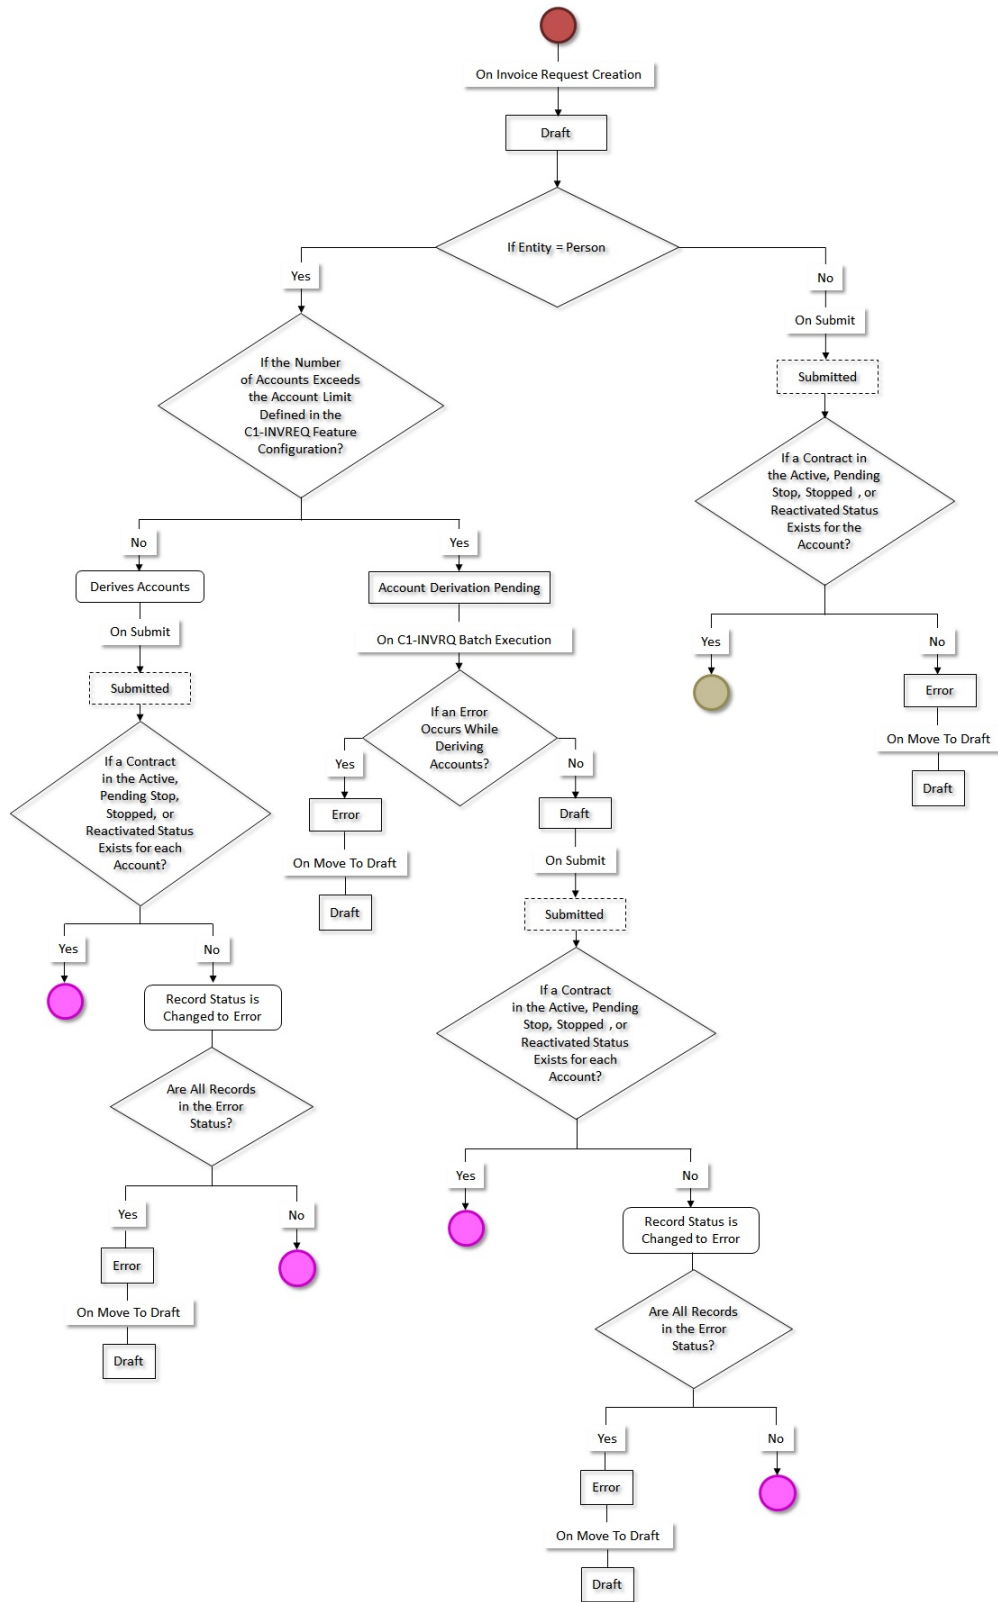 On Invoice Request Creation
Draft
If Entity = Person
Yes
No
On Submit
Submitted
If the Number
of Accounts Exceeds
the Account Limit
Defined in the
C1-INVREQ Feature
Configuration?
If a Contract in
the Active, Pending
Stop, Stopped , or
Reactivated Status
Exists for the
Account?
No
Yes
Derives Accounts
Account Derivation Pending
On Submit
On C1-INVRQ Batch Execution
Yes
No
Submitted
Error
If an Error
Occurs While
Deriving
Accounts?
On Move To Draft
Draft
Yes
No
If a Contract
in the Active,
Pending Stop,
Stopped, or
Reactivated Status
Exists for each
Account?
Error
Draft
On Move To Draft
On Submit
Draft
Submitted
Yes
No
If a Contract
in the Active, Pending
Stop, Stopped , or
Reactivated Status
Exists for each
Account?
Record Status is
Changed to Error
Are All Records
in the Error
Status?
Yes
No
Yes
No
Record Status is
Changed to Error
Error
On Move To Draft
Draft
Are All Records
in the Error
Status?
Yes
No
Error
On Move To Draft
Draft